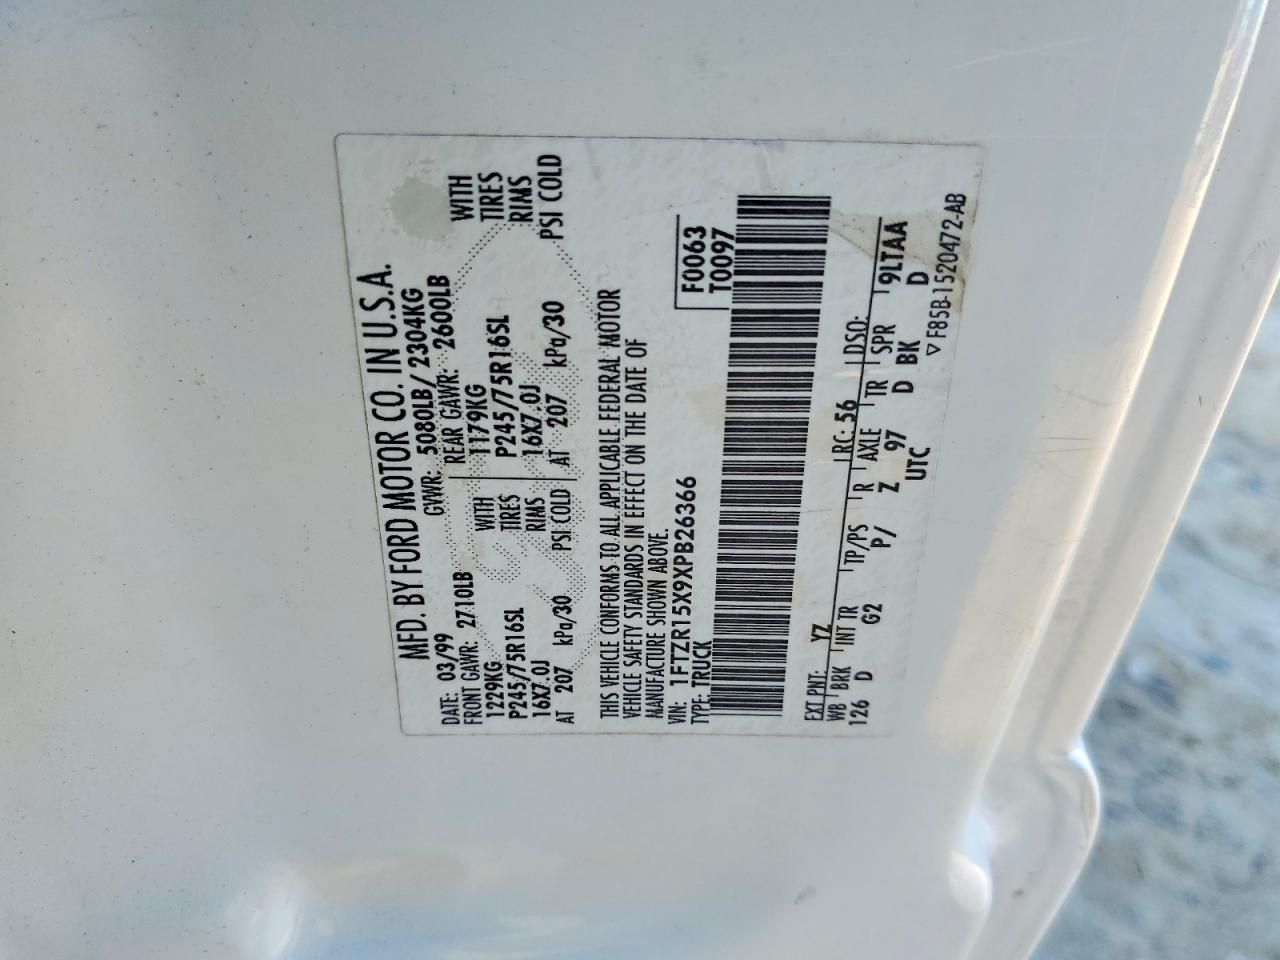 MFD. BY FORD MOTOR CO. IN U.S.A.
DATE: 03/99 GVWR: 5080LB/ 2304KG
FRONT GAWR: 2710LB REAR GAWR: 2600LB
1229KG WITH 1179KG WITH
P245/75R16SL TIRES P245/75R16SL TIRES
16X7.0J RIMS 16X7.0J RIMS
AT 207 kPa/30 PSI COLD AT 207 kPa/30 PSI COLD
THIS VEHICLE CONFORMS TO ALL APPLICABLE FEDERAL MOTOR
VEHICLE SAFETY STANDARDS IN EFFECT ON THE DATE OF
MANUFACTURE SHOWN ABOVE.
VIN: 1FTZR15X9XPB26366 F0063
TYPE: TRUCK T0097
EXT PNT: YZ RC: 56 DSO:
WB BRK INT TR TP/PS R AXLE TR SPR 9LTAA
126 D G2 P/ Z 97 D BK D
UTC ▽ F85B-1520472-AB